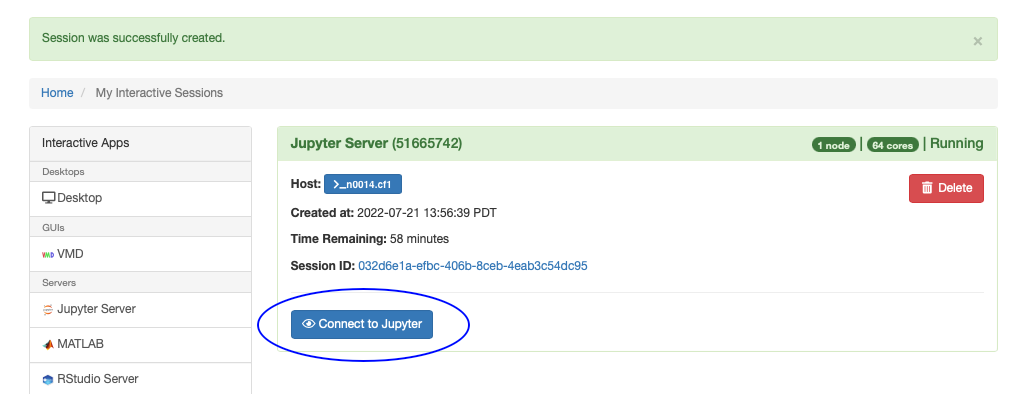 Session was successfully created.
×
Home / My Interactive Sessions
Interactive Apps
Desktops
Desktop
GUIs
VMD VMD
Servers
Jupyter Server
MATLAB
RStudio Server
Jupyter Server (51665742)
1 node | 64 cores | Running
Host: >_n0014.cf1
Delete
Created at: 2022-07-21 13:56:39 PDT
Time Remaining: 58 minutes
Session ID: 032d6e1a-efbc-406b-8ceb-4eab3c54dc95
Connect to Jupyter